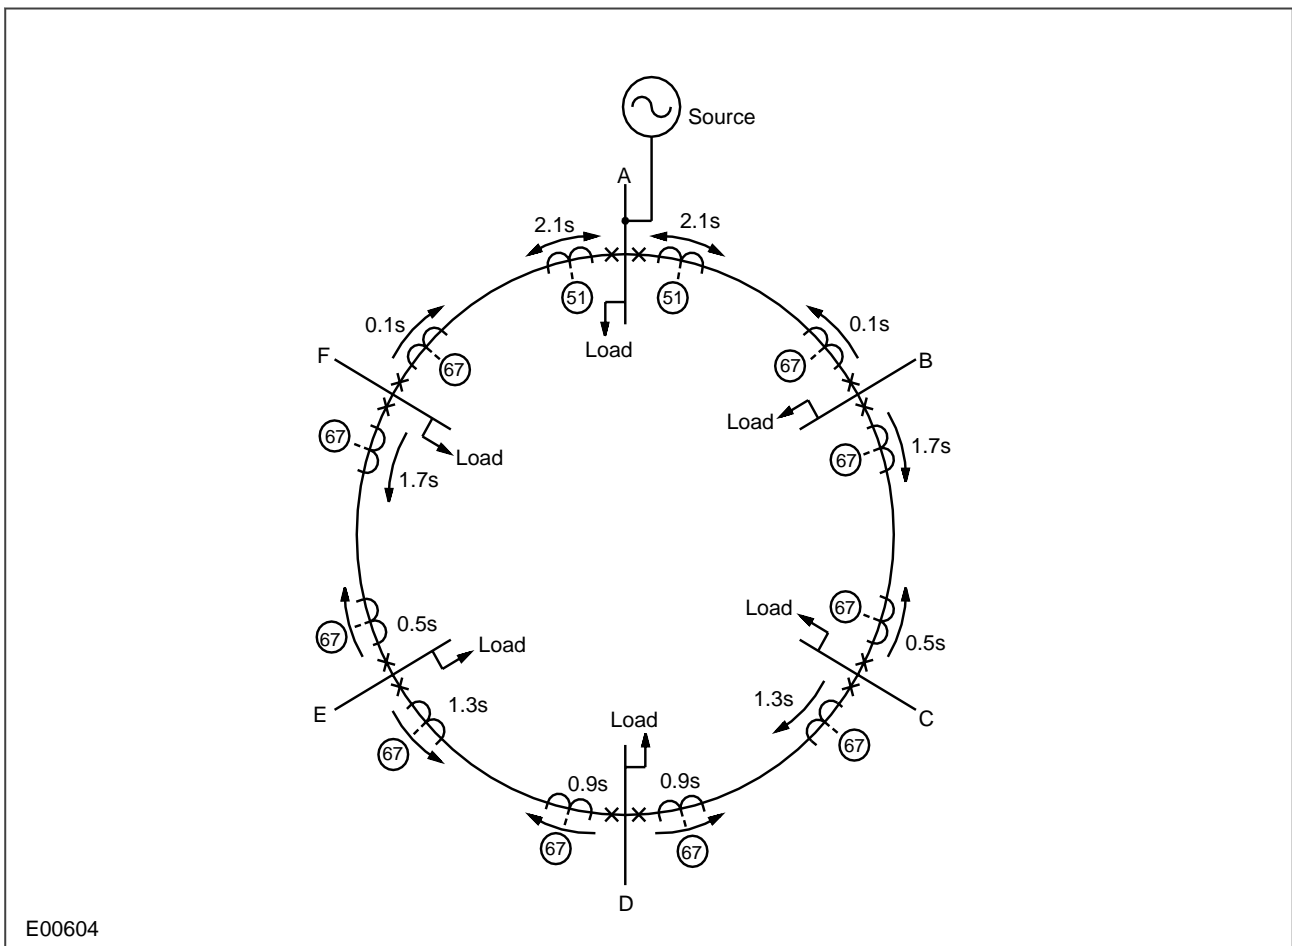 Source
A
2.1s 2.1s
51 51
Load
0.1s 0.1s
F 67 67 B
Load
67 Load 67 1.7s
1.7s
Load 67
67 0.5s Load 0.5s
E 1.3s 1.3s C
Load
67 67
0.9s 0.9s
67 67
D
E00604